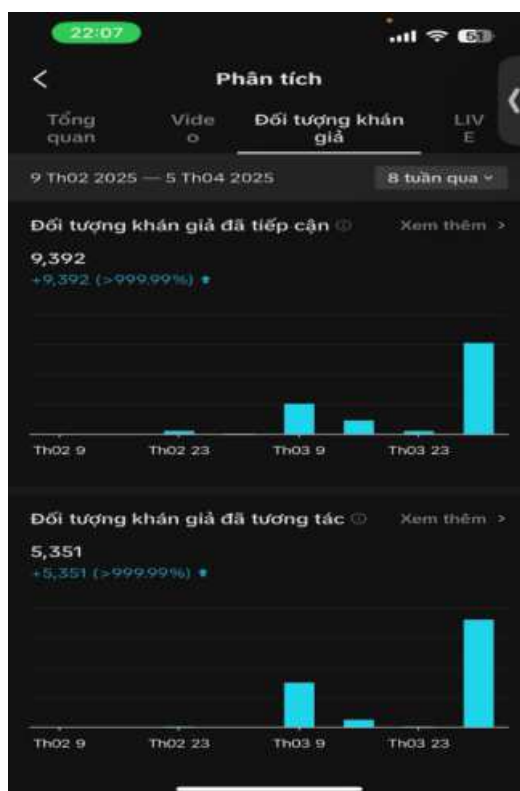 22:07
51
Phân tích
Tổng quan
Video
Đối tượng khán giả
LIVE
9 Th02 2025 — 5 Th04 2025
8 tuần qua
Đối tượng khán giả đã tiếp cận
Xem thêm >
9,392
+9,392 (>999.99%)
Th02 9
Th02 23
Th03 9
Th03 23
Đối tượng khán giả đã tương tác
Xem thêm >
5,351
+5,351 (>999.99%)
Th02 9
Th02 23
Th03 9
Th03 23